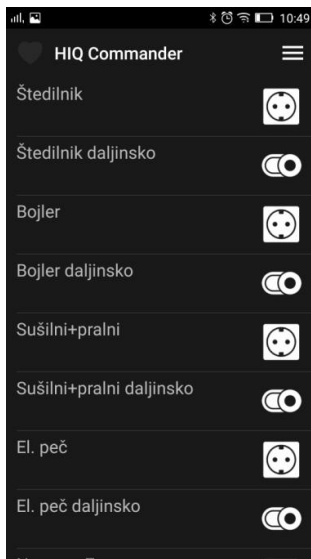 10:49
HIQ Commander
Štedilnik
Štedilnik daljinsko
Bojler
Bojler daljinsko
Sušilni+pralni
Sušilni+pralni daljinsko
El. peč
El. peč daljinsko